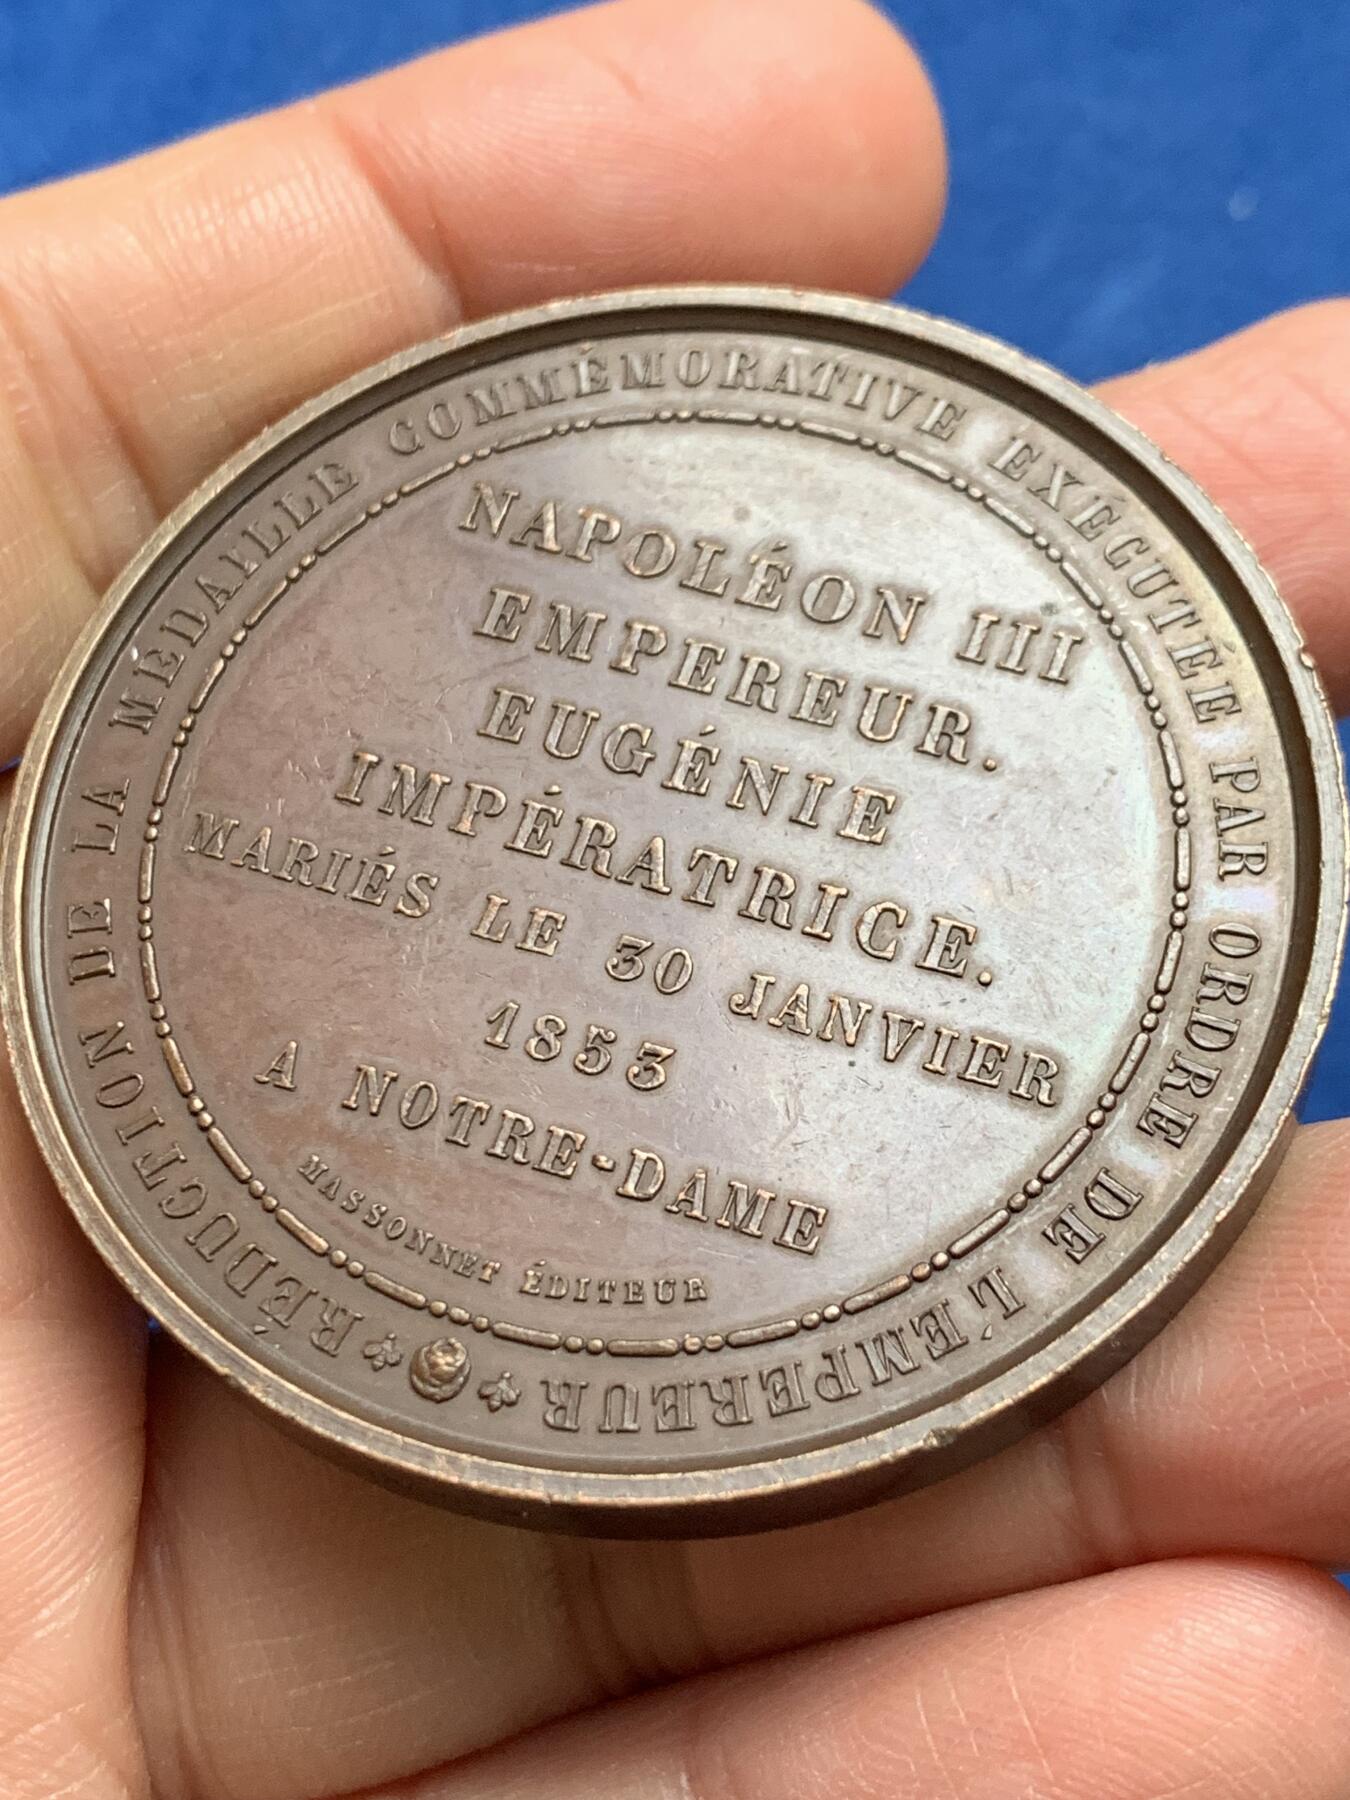 RÉDUCTION DE LA MÉDAILLE COMMÉMORATIVE EXÉCUTÉE PAR ORDRE DE L'EMPEREUR
NAPOLÉON III
EMPEREUR.
EUGÉNIE
IMPÉRATRICE.
MARIÉS LE 30 JANVIER
1853
A NOTRE-DAME
MASSONNET ÉDITEUR